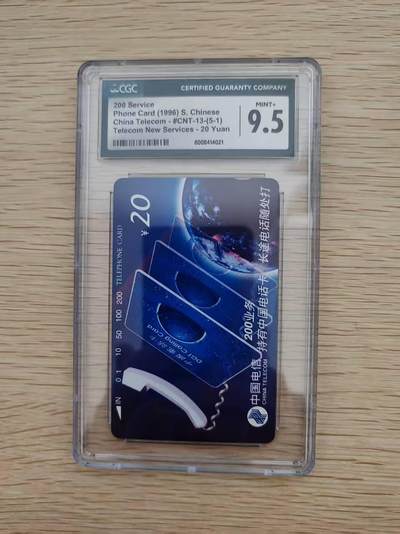 CGC
CERTIFIED GUARANTY COMPANY
200 Service
Phone Card (1996) S. Chinese
China Telecom - #CNT-13-(5-1)
Telecom New Services - 20 Yuan
MINT+
9.5
6008414021
¥20
TELEPHONE CARD
IN 0 1 10 50 100 200
200业务
持有中国电话卡 长途电话随处打
中国电信
CHINA TELECOM